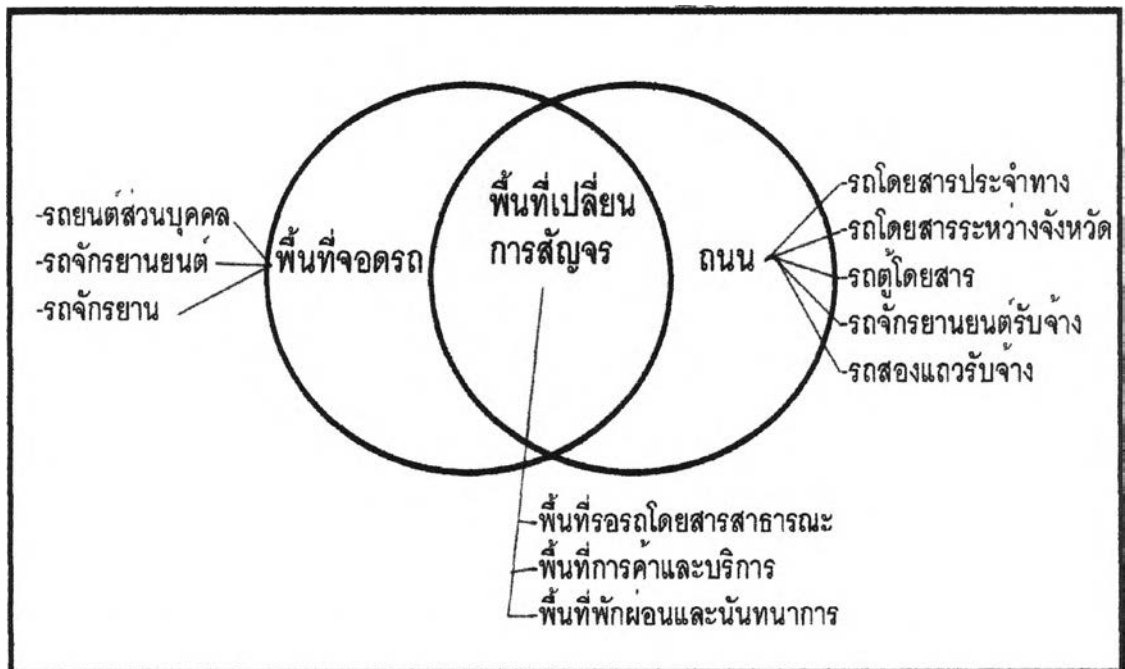 -รถยนต์ส่วนบุคคล
-รถจักรยานยนต์
-รถจักรยาน
พื้นที่จอดรถ
พื้นที่เปลี่ยน
การสัญจร
ถนน
-รถโดยสารประจำทาง
-รถโดยสารระหว่างจังหวัด
-รถตู้โดยสาร
-รถจักรยานยนต์รับจ้าง
-รถสองแถวรับจ้าง
-พื้นที่รอรถโดยสารสาธารณะ
-พื้นที่การค้าและบริการ
-พื้นที่พักผ่อนและนันทนาการ